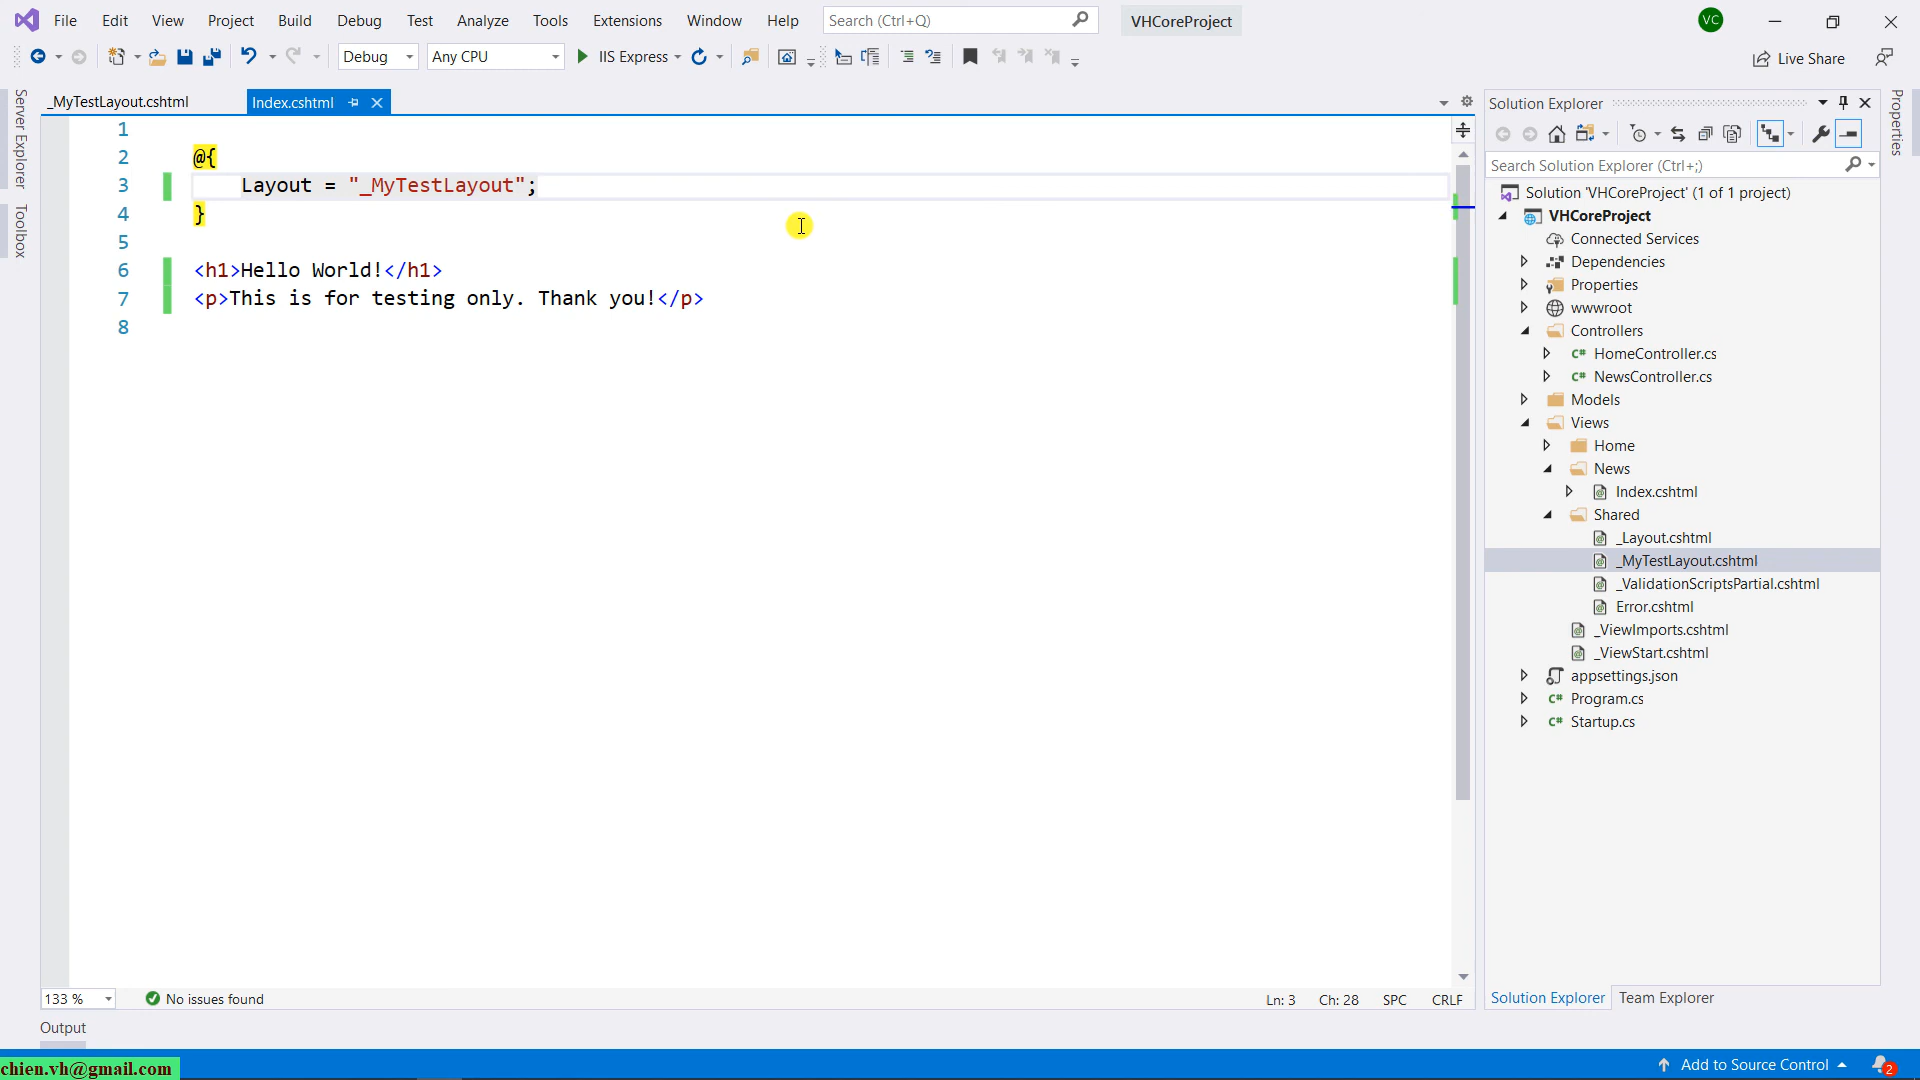 File Edit View Project Build Debug Test Analyze Tools Extensions Window Help Search (Ctrl+Q) VHCoreProject VC
Debug Any CPU IIS Express Live Share
Server Explorer
Toolbox
_MyTestLayout.cshtml Index.cshtml
1
2 @{
3 Layout = "_MyTestLayout";
4 }
5
6 <h1>Hello World!</h1>
7 <p>This is for testing only. Thank you!</p>
8
133 % No issues found Ln: 3 Ch: 28 SPC CRLF
Output
Solution Explorer
Search Solution Explorer (Ctrl+;)
Solution 'VHCoreProject' (1 of 1 project)
VHCoreProject
Connected Services
Dependencies
Properties
wwwroot
Controllers
C# HomeController.cs
C# NewsController.cs
Models
Views
Home
News
Index.cshtml
Shared
_Layout.cshtml
_MyTestLayout.cshtml
_ValidationScriptsPartial.cshtml
Error.cshtml
_ViewImports.cshtml
_ViewStart.cshtml
appsettings.json
C# Program.cs
C# Startup.cs
Solution Explorer Team Explorer
Properties
chien.vh@gmail.com
Add to Source Control 2